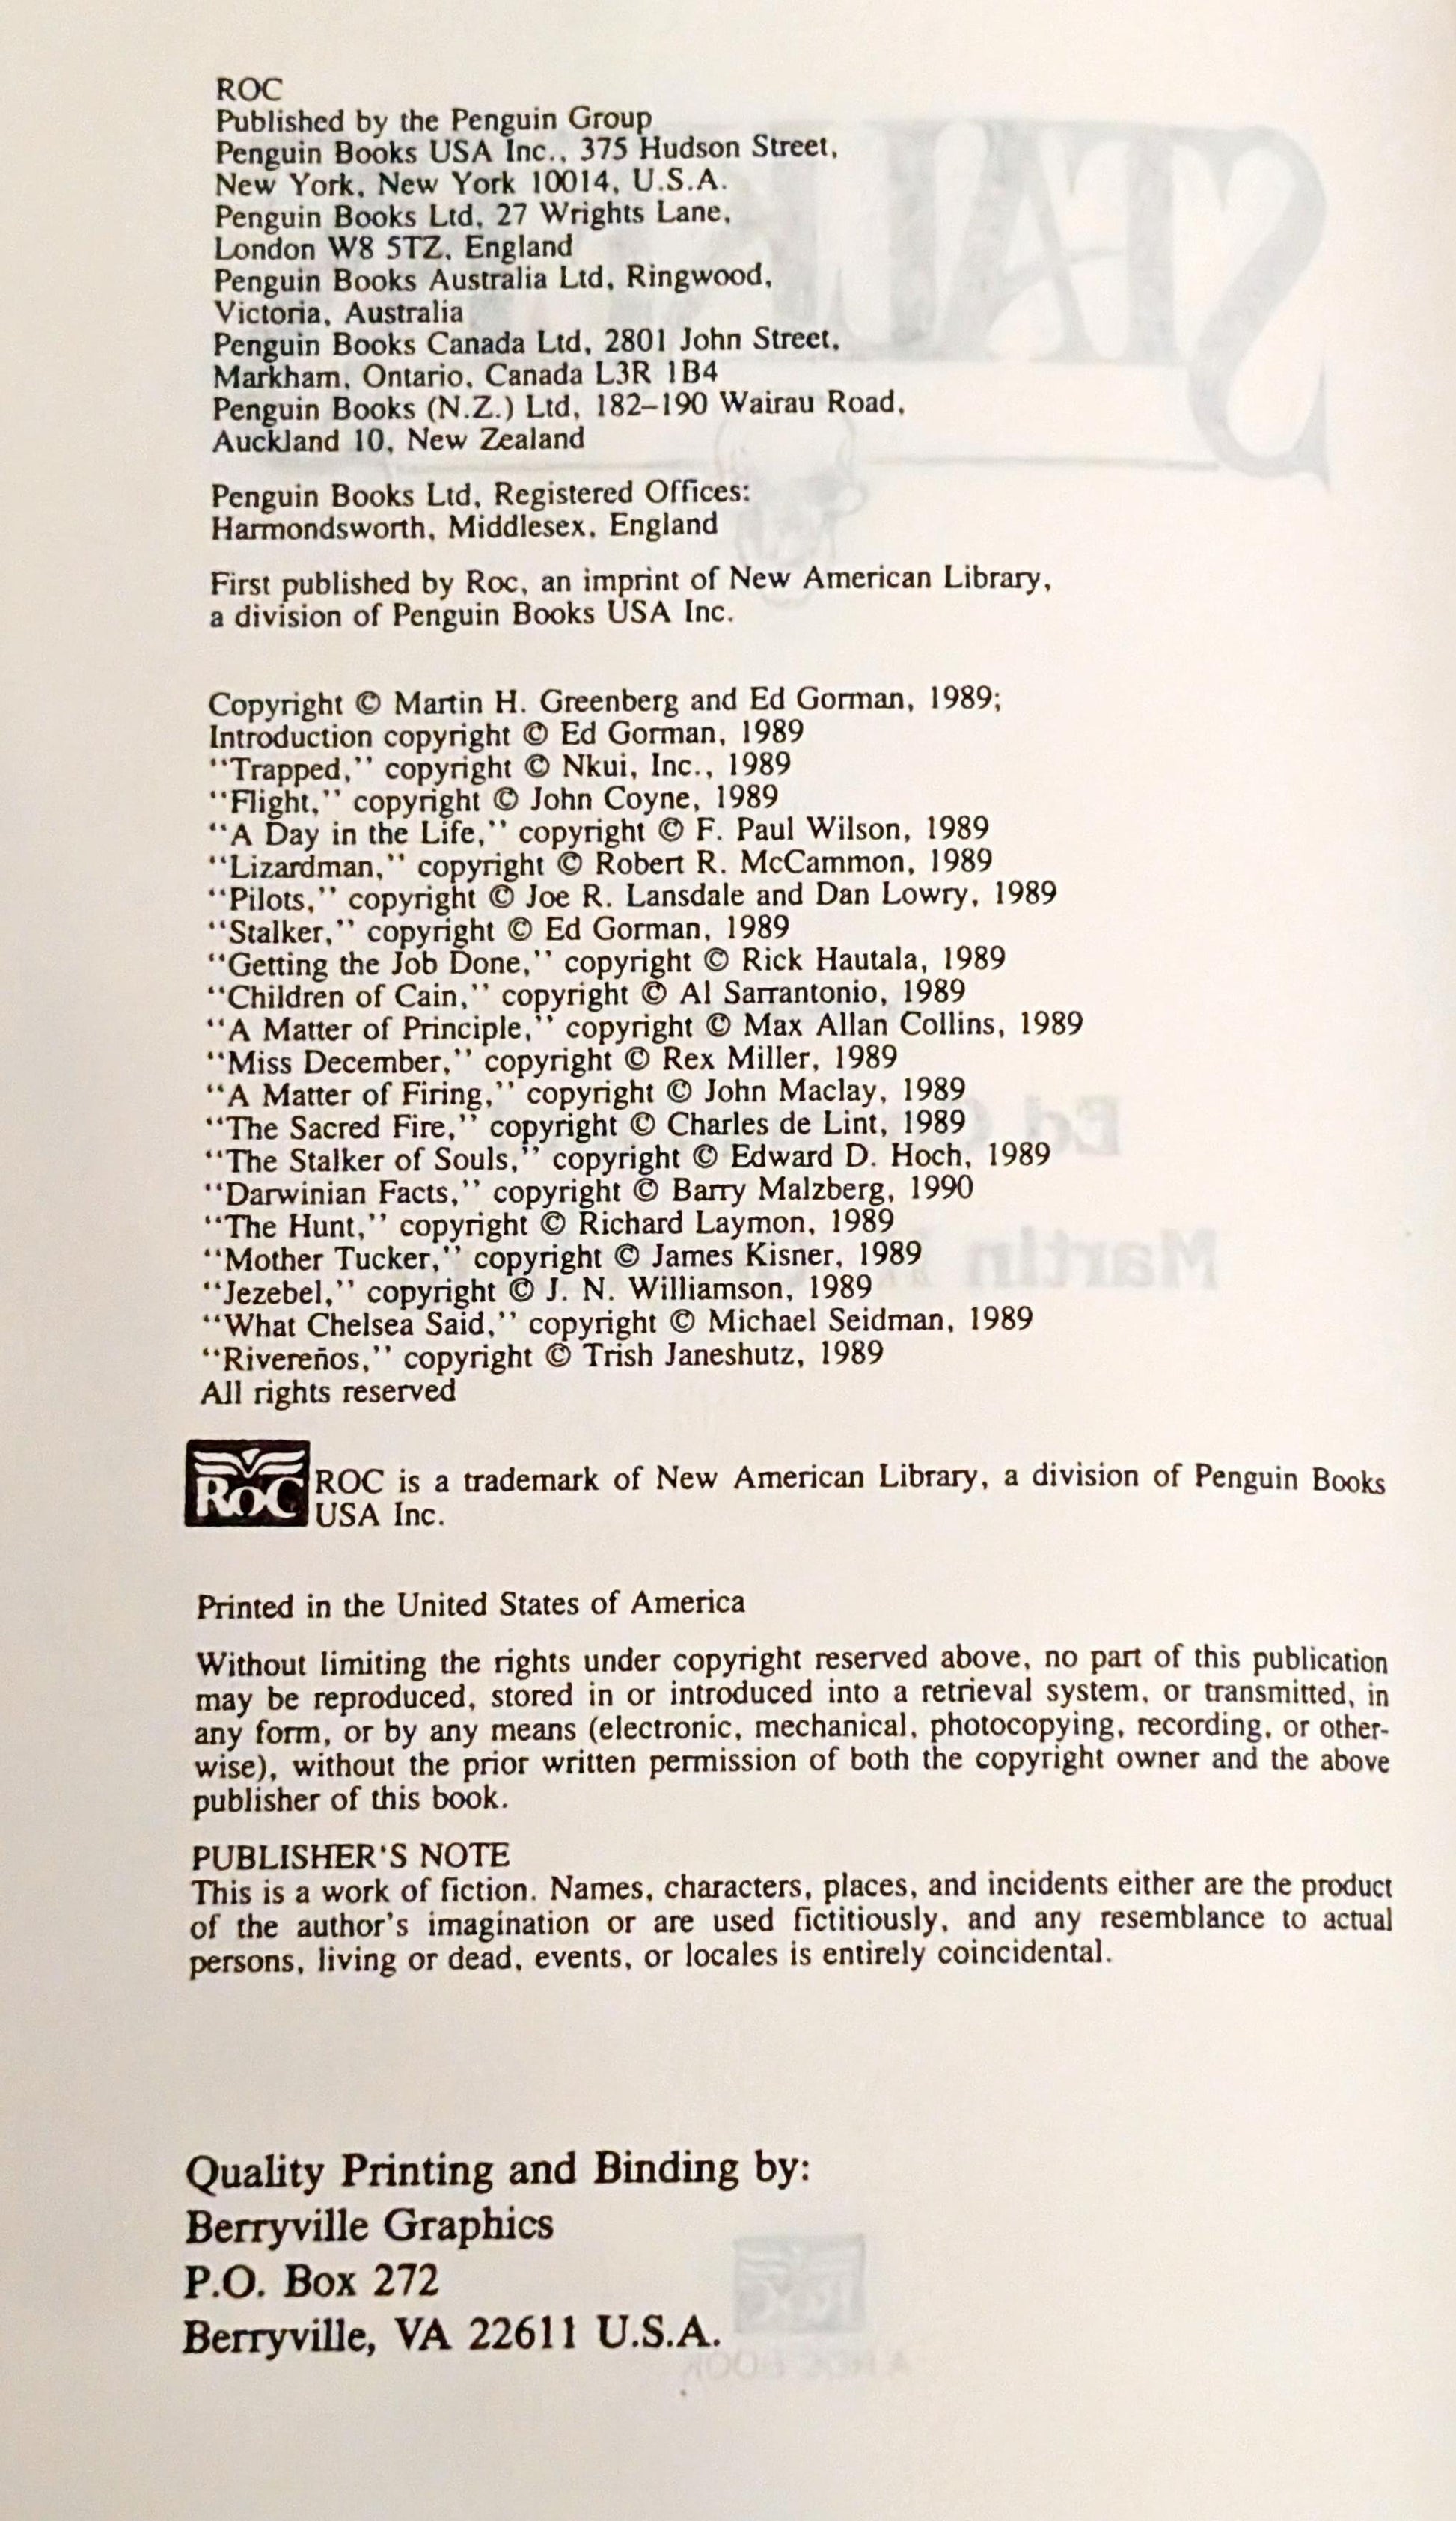 ROC
Published by the Penguin Group
Penguin Books USA Inc., 375 Hudson Street,
New York, New York 10014, U.S.A.
Penguin Books Ltd, 27 Wrights Lane,
London W8 5TZ, England
Penguin Books Australia Ltd, Ringwood,
Victoria, Australia
Penguin Books Canada Ltd, 2801 John Street,
Markham, Ontario, Canada L3R 1B4
Penguin Books (N.Z.) Ltd, 182–190 Wairau Road,
Auckland 10, New Zealand
Penguin Books Ltd, Registered Offices:
Harmondsworth, Middlesex, England
First published by Roc, an imprint of New American Library,
a division of Penguin Books USA Inc.
Copyright © Martin H. Greenberg and Ed Gorman, 1989;
Introduction copyright © Ed Gorman, 1989
‘‘Trapped,’’ copyright © Nkui, Inc., 1989
‘‘Flight,’’ copyright © John Coyne, 1989
‘‘A Day in the Life,’’ copyright © F. Paul Wilson, 1989
‘‘Lizardman,’’ copyright © Robert R. McCammon, 1989
‘‘Pilots,’’ copyright © Joe R. Lansdale and Dan Lowry, 1989
‘‘Stalker,’’ copyright © Ed Gorman, 1989
‘‘Getting the Job Done,’’ copyright © Rick Hautala, 1989
‘‘Children of Cain,’’ copyright © Al Sarrantonio, 1989
‘‘A Matter of Principle,’’ copyright © Max Allan Collins, 1989
‘‘Miss December,’’ copyright © Rex Miller, 1989
‘‘A Matter of Firing,’’ copyright © John Maclay, 1989
‘‘The Sacred Fire,’’ copyright © Charles de Lint, 1989
‘‘The Stalker of Souls,’’ copyright © Edward D. Hoch, 1989
‘‘Darwinian Facts,’’ copyright © Barry Malzberg, 1990
‘‘The Hunt,’’ copyright © Richard Laymon, 1989
‘‘Mother Tucker,’’ copyright © James Kisner, 1989
‘‘Jezebel,’’ copyright © J. N. Williamson, 1989
‘‘What Chelsea Said,’’ copyright © Michael Seidman, 1989
‘‘Rivereños,’’ copyright © Trish Janeshutz, 1989
All rights reserved
ROC ROC is a trademark of New American Library, a division of Penguin Books
USA Inc.
Printed in the United States of America
Without limiting the rights under copyright reserved above, no part of this publication
may be reproduced, stored in or introduced into a retrieval system, or transmitted, in
any form, or by any means (electronic, mechanical, photocopying, recording, or other-
wise), without the prior written permission of both the copyright owner and the above
publisher of this book.
PUBLISHER'S NOTE
This is a work of fiction. Names, characters, places, and incidents either are the product
of the author's imagination or are used fictitiously, and any resemblance to actual
persons, living or dead, events, or locales is entirely coincidental.
Quality Printing and Binding by:
Berryville Graphics
P.O. Box 272
Berryville, VA 22611 U.S.A.